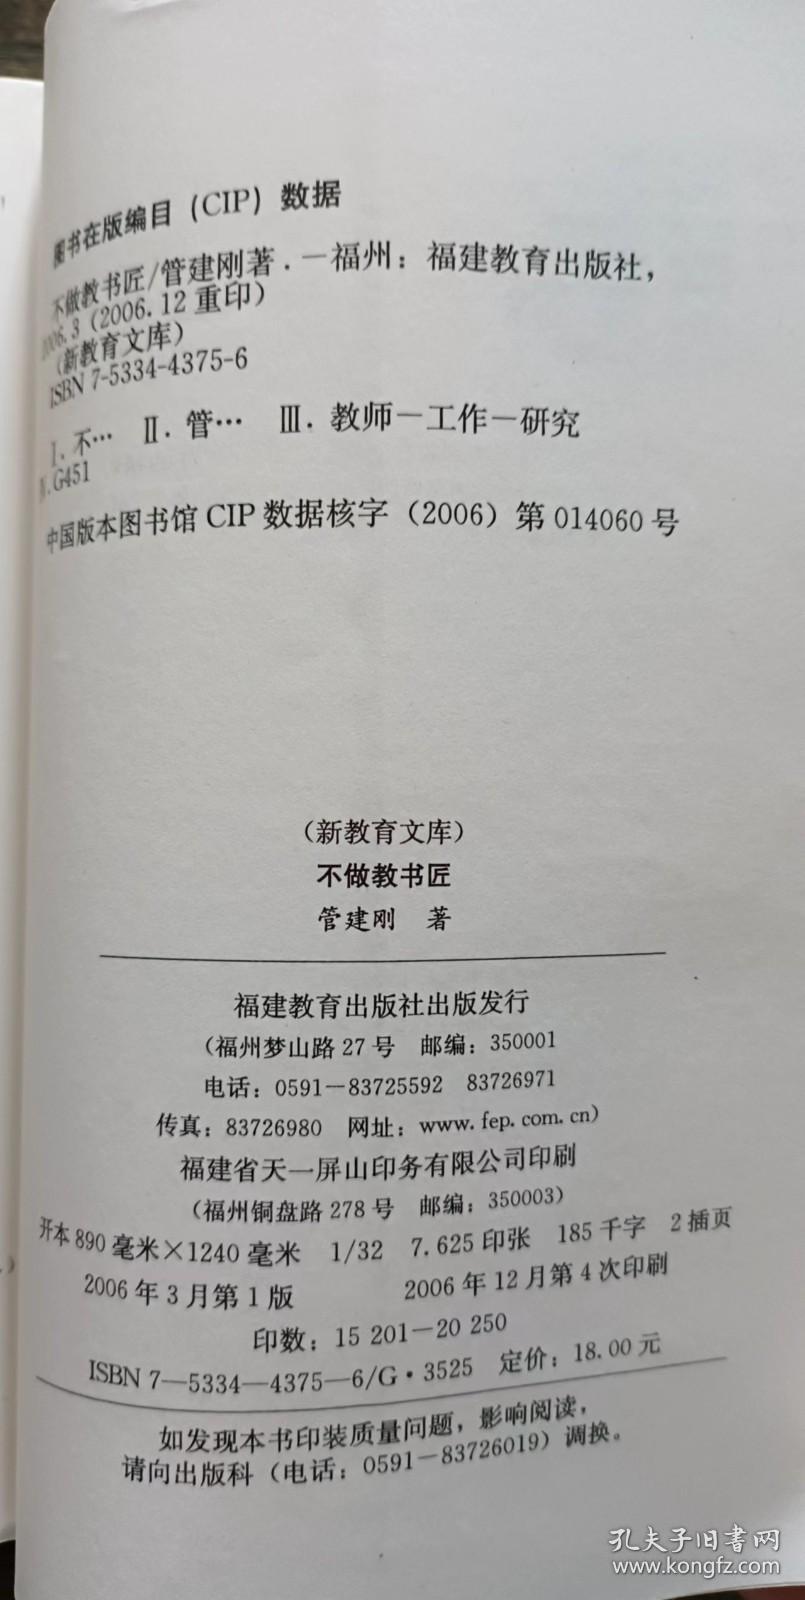 图书在版编目(CIP)数据
不做教书匠/管建刚著.—福州:福建教育出版社,
2006.3(2006.12重印)
(新教育文库)
ISBN 7-5334-4375-6
Ⅰ.不… Ⅱ.管… Ⅲ.教师—工作—研究
Ⅳ.G451
中国版本图书馆CIP数据核字(2006)第014060号
(新教育文库)
不做教书匠
管建刚 著
福建教育出版社出版发行
(福州梦山路27号 邮编:350001
电话:0591—83725592 83726971
传真:83726980 网址:www.fep.com.cn)
福建省天一屏山印务有限公司印刷
(福州铜盘路278号 邮编:350003)
开本890毫米×1240毫米 1/32 7.625印张 185千字 2插页
2006年3月第1版 2006年12月第4次印刷
印数:15 201—20 250
ISBN 7—5334—4375—6/G·3525 定价:18.00元
如发现本书印装质量问题,影响阅读,
请向出版科(电话:0591—83726019)调换。
孔夫子旧书网
www.kongfz.com